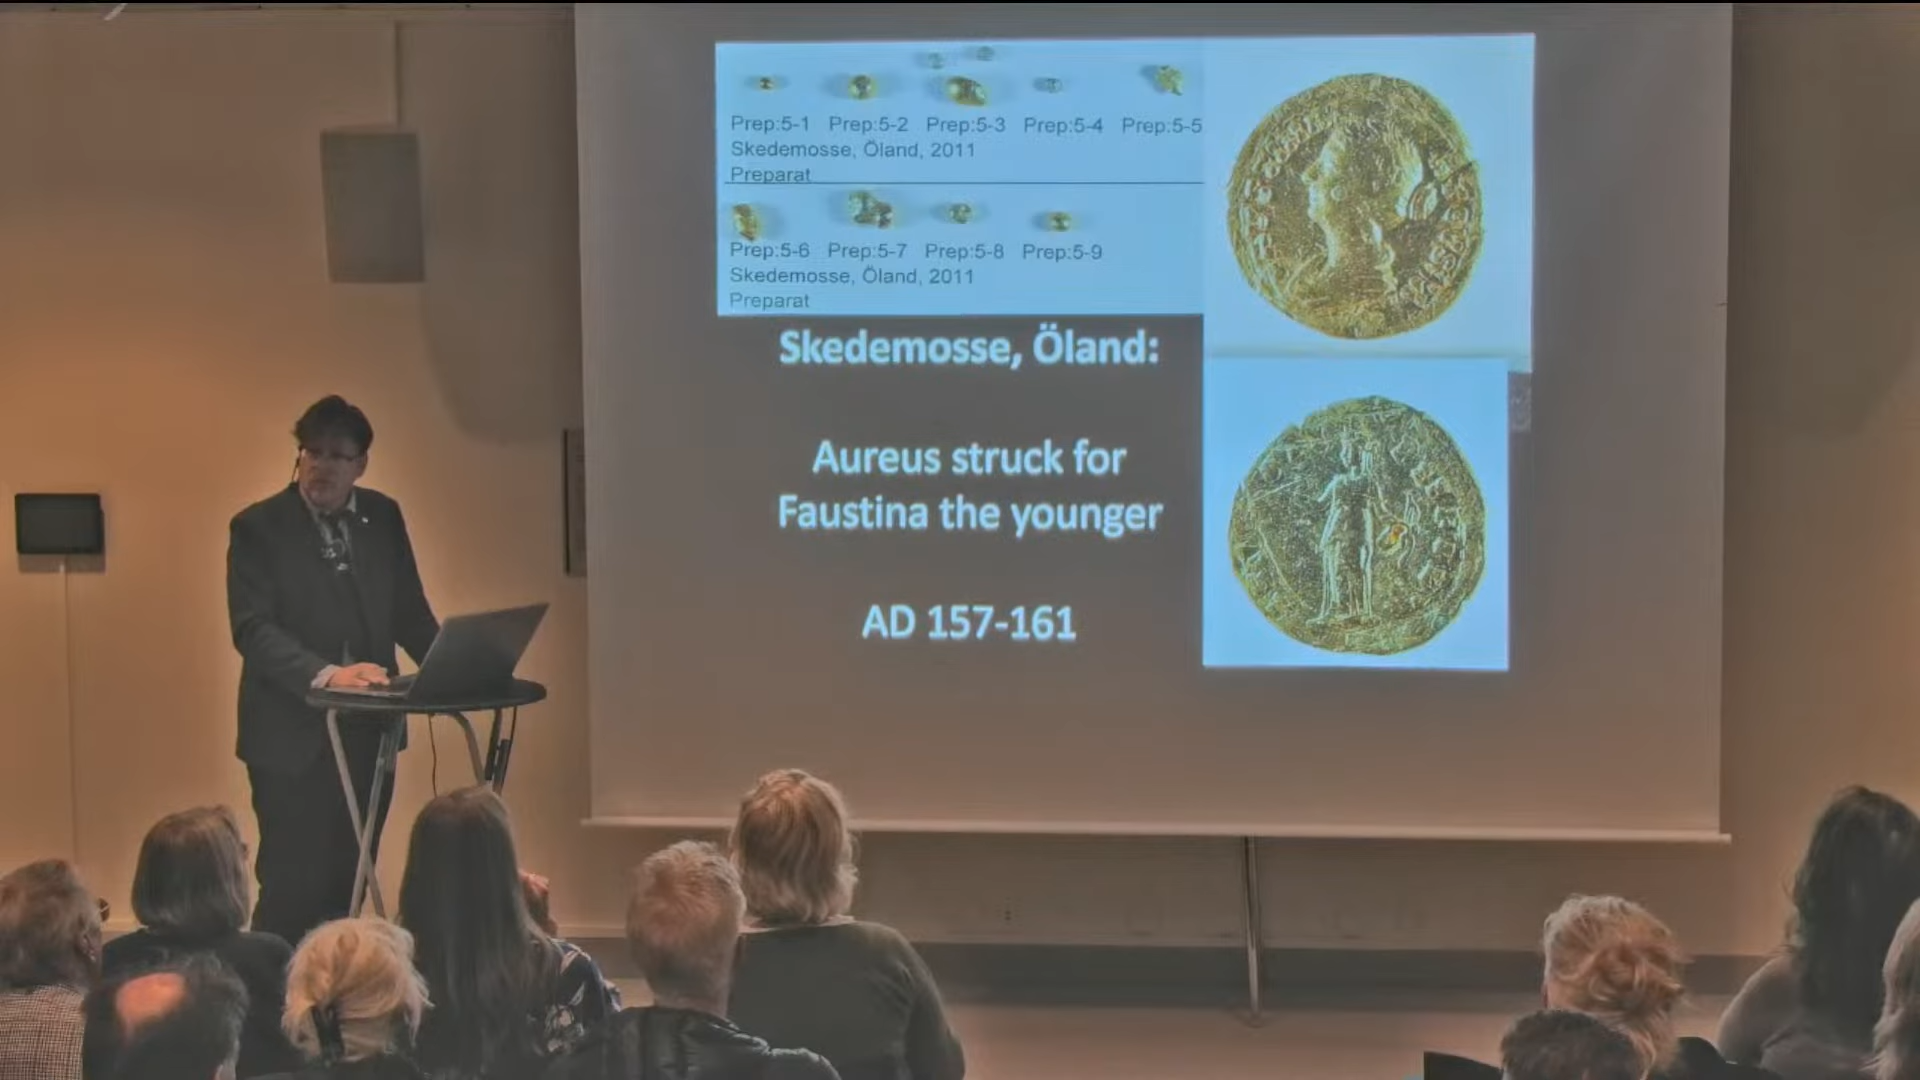 Prep:5-1 Prep:5-2 Prep:5-3 Prep:5-4 Prep:5-5
Skedemosse, Öland, 2011
Preparat
Prep:5-6 Prep:5-7 Prep:5-8 Prep:5-9
Skedemosse, Öland, 2011
Preparat
Skedemosse, Öland:
Aureus struck for
Faustina the younger
AD 157-161